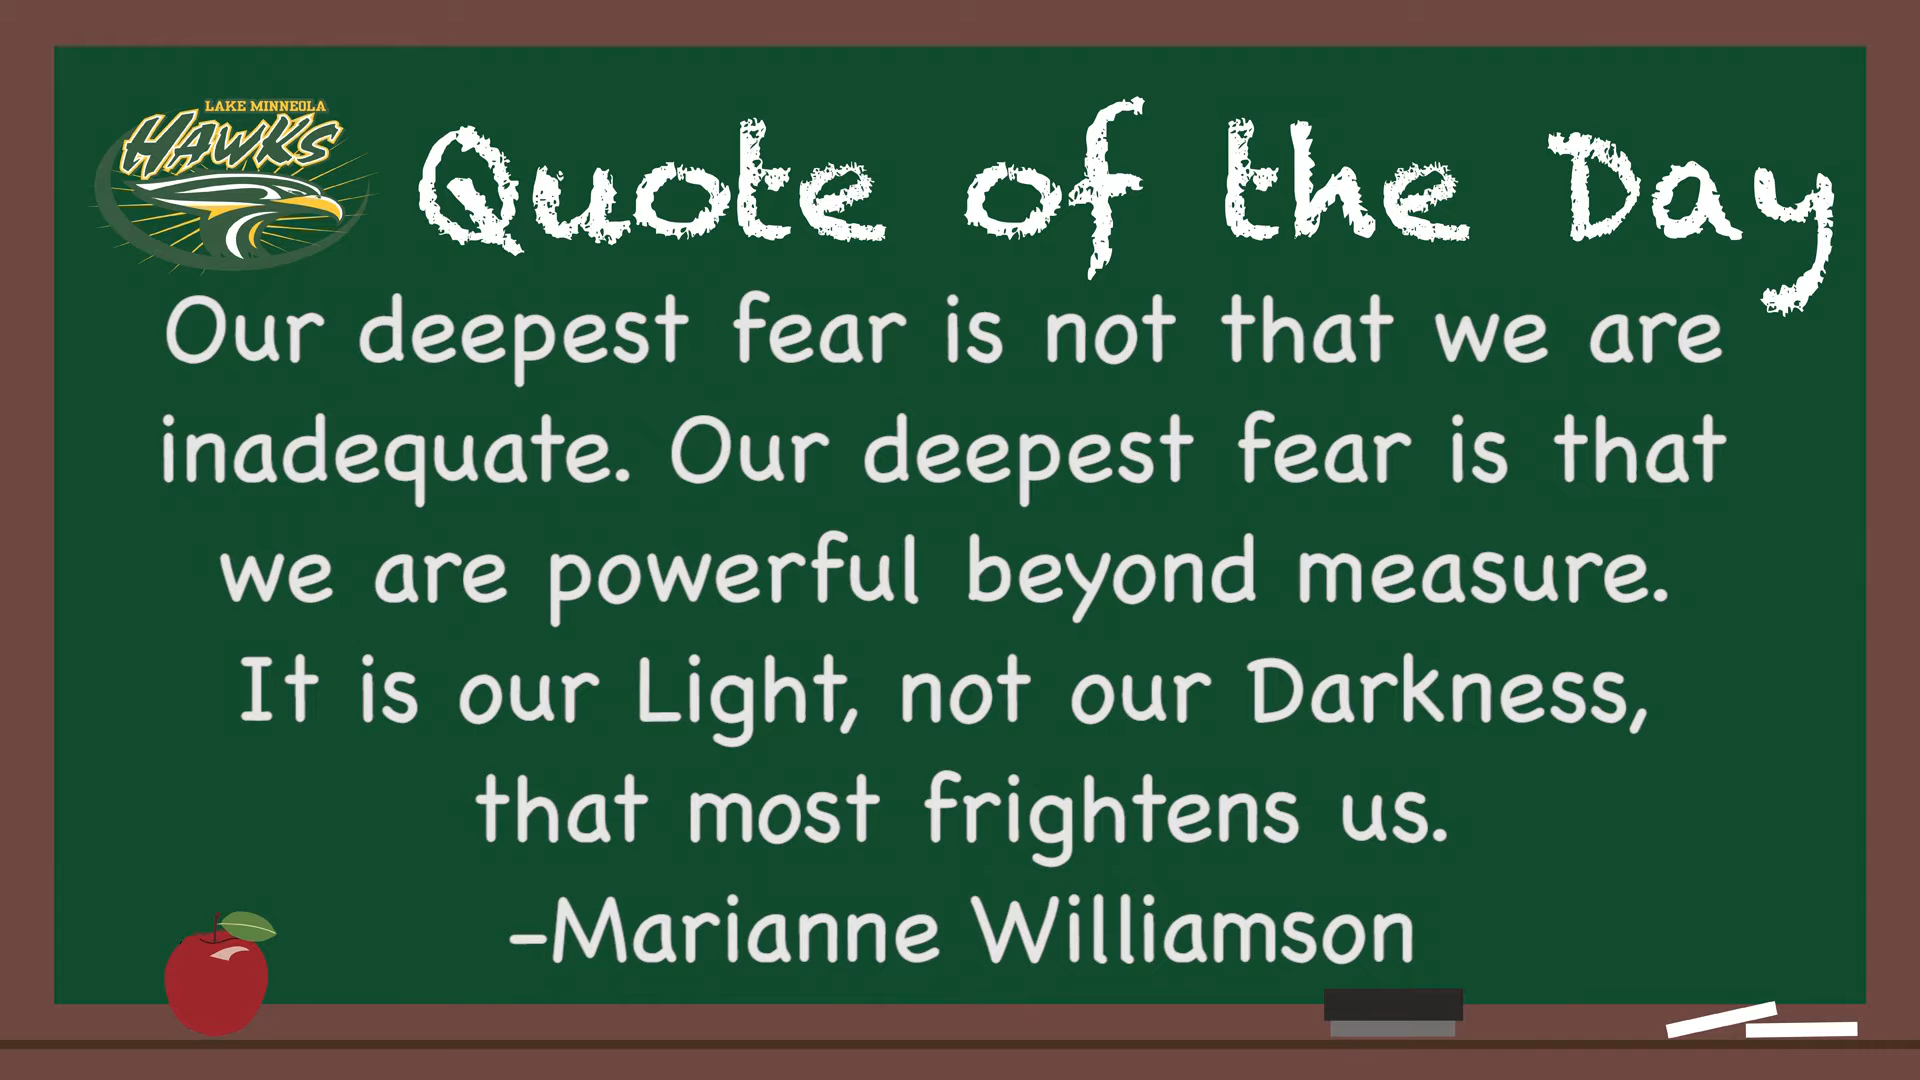 LAKE MINNEOLA
HAWKS
Quote of the Day
Our deepest fear is not that we are
inadequate. Our deepest fear is that
we are powerful beyond measure.
It is our Light, not our Darkness,
that most frightens us.
-Marianne Williamson